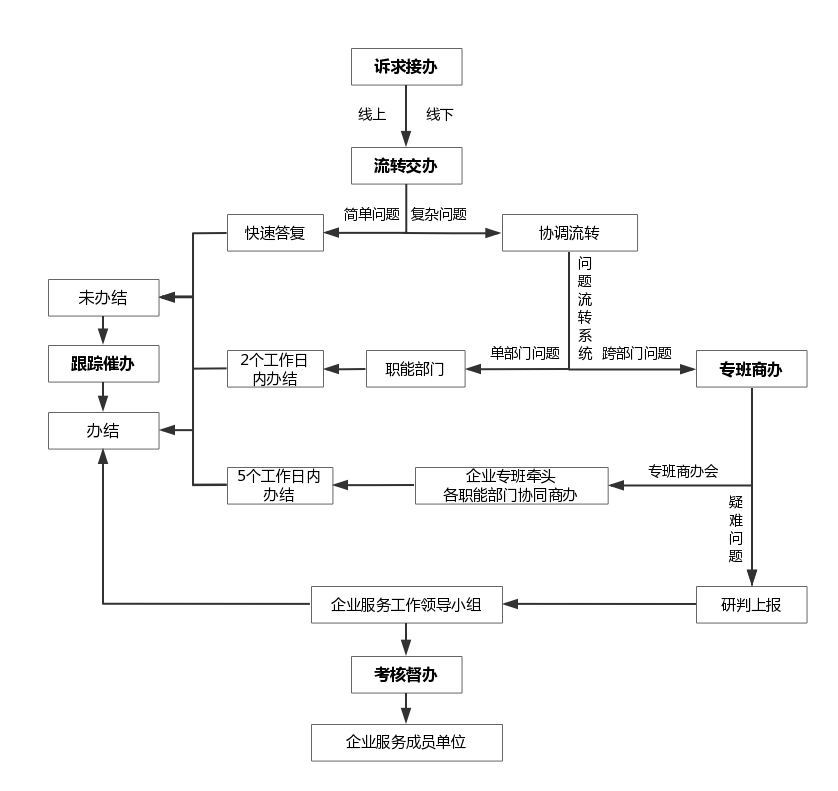 诉求接办
线上
线下
流转交办
简单问题
复杂问题
快速答复
协调流转
问题流转系统
未办结
跟踪催办
办结
2个工作日
内办结
职能部门
单部门问题
跨部门问题
专班商办
5个工作日内
办结
企业专班牵头
各职能部门协同商办
专班商办会
疑难问题
企业服务工作领导小组
研判上报
考核督办
企业服务成员单位